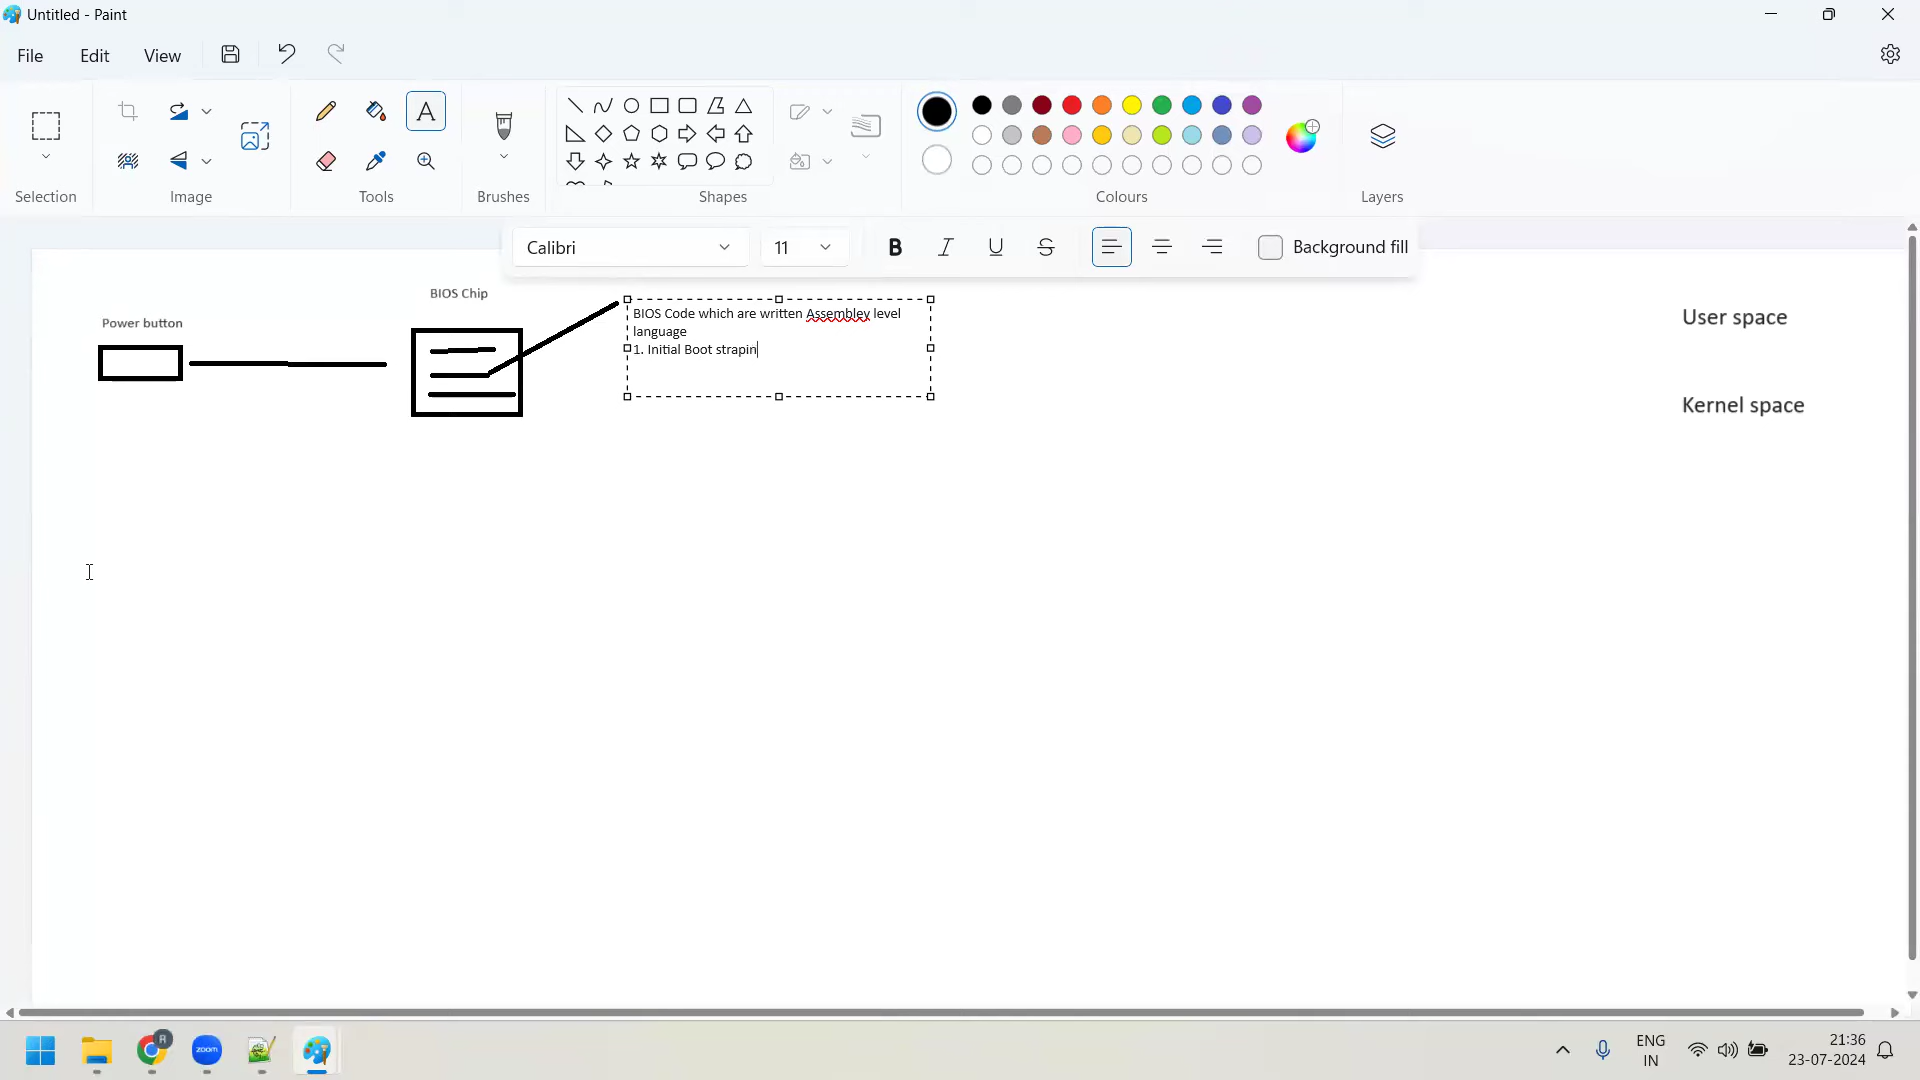 Untitled - Paint
File Edit View
Selection Image Tools Brushes Shapes Colours Layers
Calibri 11 B I U S Background fill
BIOS Chip
Power button
BIOS Code which are written Assembley level
language
1. Initial Boot strapin
User space
Kernel space
R
zoom
ENG
IN
21:36
23-07-2024